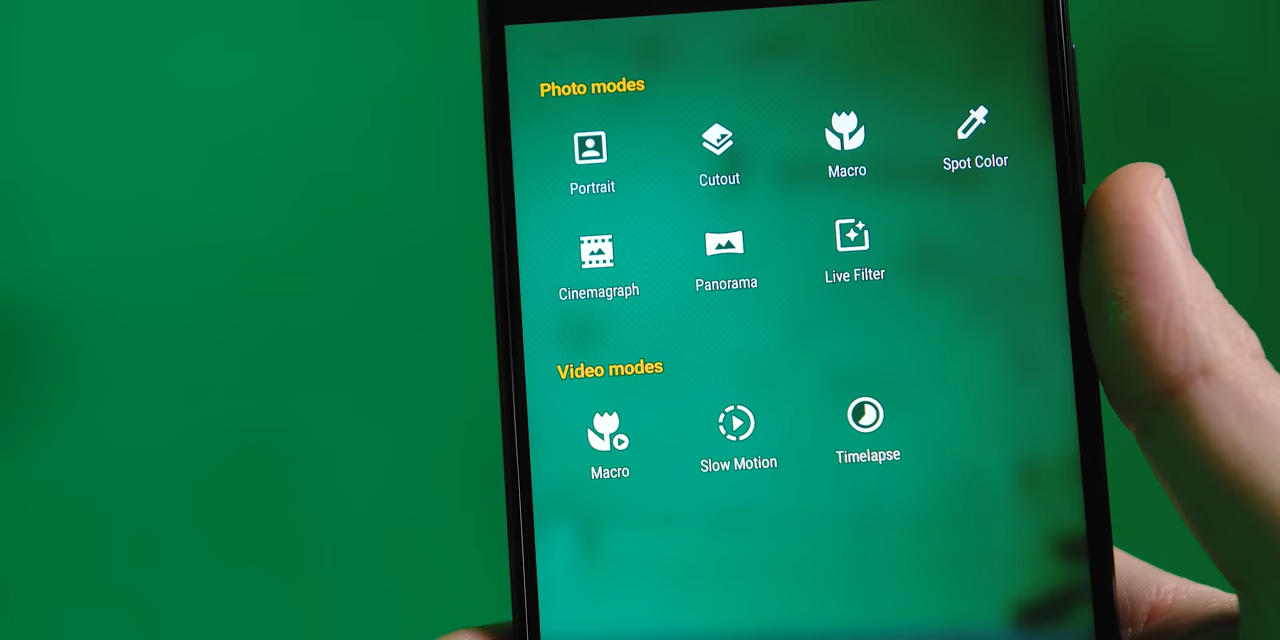 Photo modes
Portrait
Cutout
Macro
Spot Color
Cinemagraph
Panorama
Live Filter
Video modes
Macro
Slow Motion
Timelapse